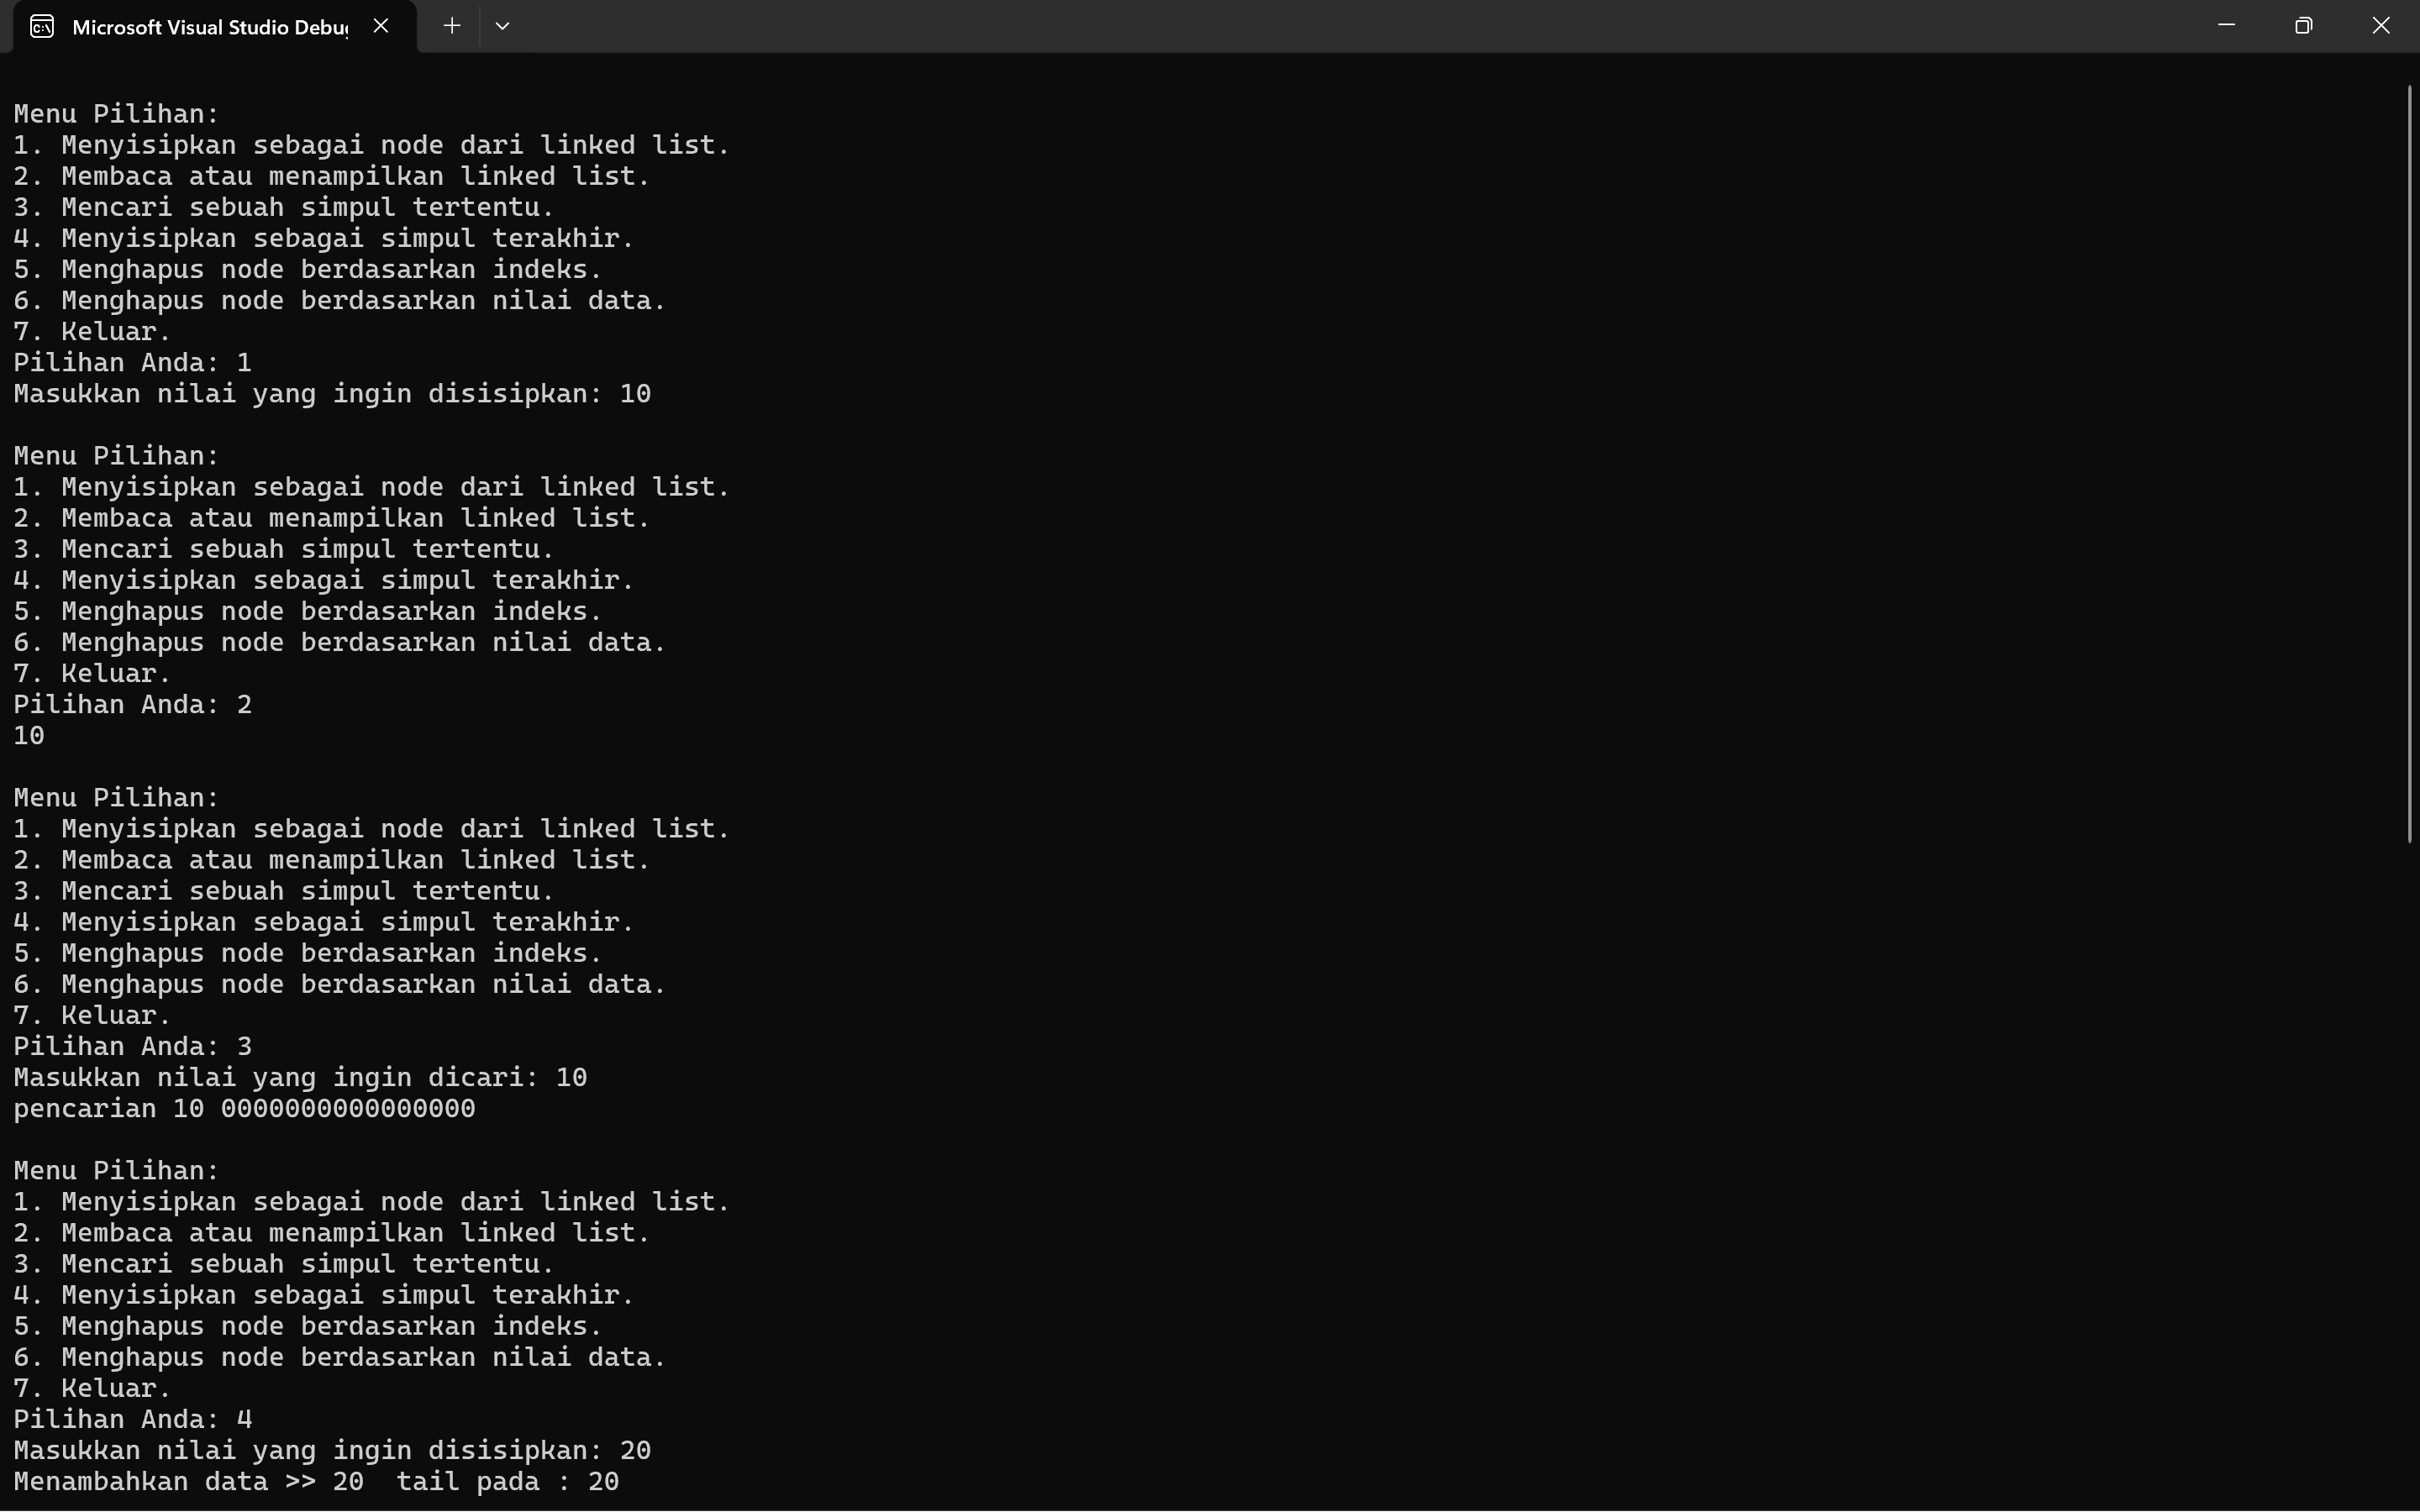 Microsoft Visual Studio Debu
Menu Pilihan:
1. Menyisipkan sebagai node dari linked list.
2. Membaca atau menampilkan linked list.
3. Mencari sebuah simpul tertentu.
4. Menyisipkan sebagai simpul terakhir.
5. Menghapus node berdasarkan indeks.
6. Menghapus node berdasarkan nilai data.
7. Keluar.
Pilihan Anda: 1
Masukkan nilai yang ingin disisipkan: 10
Menu Pilihan:
1. Menyisipkan sebagai node dari linked list.
2. Membaca atau menampilkan linked list.
3. Mencari sebuah simpul tertentu.
4. Menyisipkan sebagai simpul terakhir.
5. Menghapus node berdasarkan indeks.
6. Menghapus node berdasarkan nilai data.
7. Keluar.
Pilihan Anda: 2
10
Menu Pilihan:
1. Menyisipkan sebagai node dari linked list.
2. Membaca atau menampilkan linked list.
3. Mencari sebuah simpul tertentu.
4. Menyisipkan sebagai simpul terakhir.
5. Menghapus node berdasarkan indeks.
6. Menghapus node berdasarkan nilai data.
7. Keluar.
Pilihan Anda: 3
Masukkan nilai yang ingin dicari: 10
pencarian 10 0000000000000000
Menu Pilihan:
1. Menyisipkan sebagai node dari linked list.
2. Membaca atau menampilkan linked list.
3. Mencari sebuah simpul tertentu.
4. Menyisipkan sebagai simpul terakhir.
5. Menghapus node berdasarkan indeks.
6. Menghapus node berdasarkan nilai data.
7. Keluar.
Pilihan Anda: 4
Masukkan nilai yang ingin disisipkan: 20
Menambahkan data >> 20  tail pada : 20